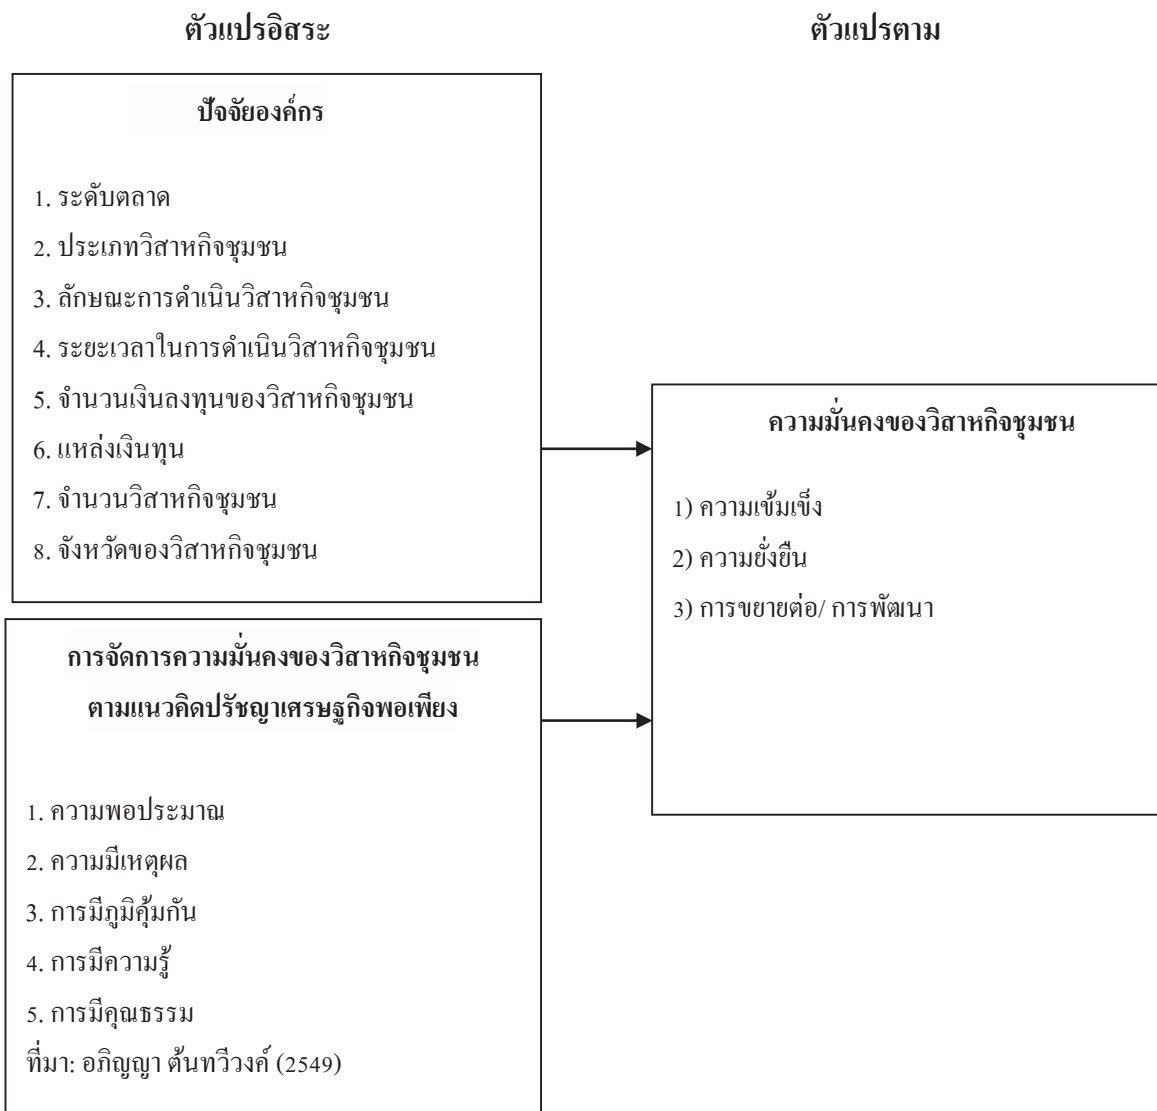 ตัวแปรอิสระ
ตัวแปรตาม
ปัจจัยองค์กร
1. ระดับตลาด
2. ประเภทวิสาหกิจชุมชน
3. ลักษณะการดำเนินวิสาหกิจชุมชน
4. ระยะเวลาในการดำเนินวิสาหกิจชุมชน
5. จำนวนเงินลงทุนของวิสาหกิจชุมชน
6. แหล่งเงินทุน
7. จำนวนวิสาหกิจชุมชน
8. จังหวัดของวิสาหกิจชุมชน
การจัดการความมั่นคงของวิสาหกิจชุมชน
ตามแนวคิดปรัชญาเศรษฐกิจพอเพียง
1. ความพอประมาณ
2. ความมีเหตุผล
3. การมีภูมิคุ้มกัน
4. การมีความรู้
5. การมีคุณธรรม
ที่มา: อภิญญา ต้นทวีวงค์ (2549)
ความมั่นคงของวิสาหกิจชุมชน
1) ความเข้มเข็ง
2) ความยั่งยืน
3) การขยายต่อ/ การพัฒนา